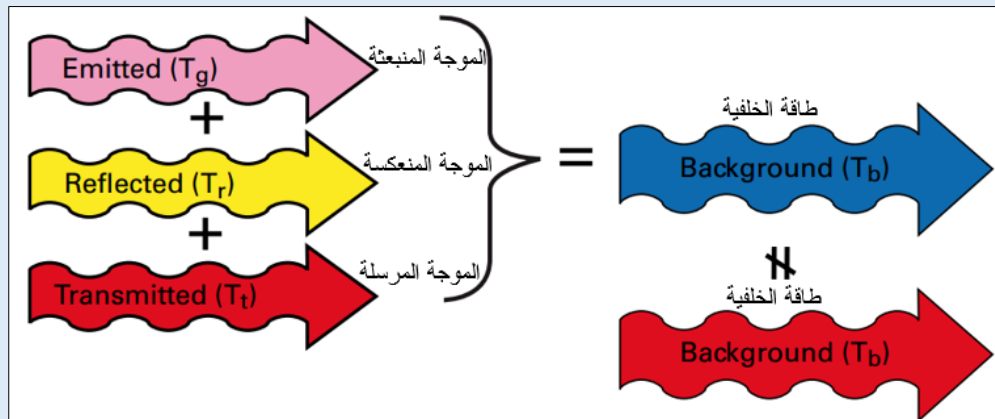 Emitted (Tg)
الموجة المنبعثة
+
Reflected (Tr)
الموجة المنعكسة
+
Transmitted (Tt)
الموجة المرسلة
=
طاقة الخلفية
Background (Tb)
≠
طاقة الخلفية
Background (Tb)